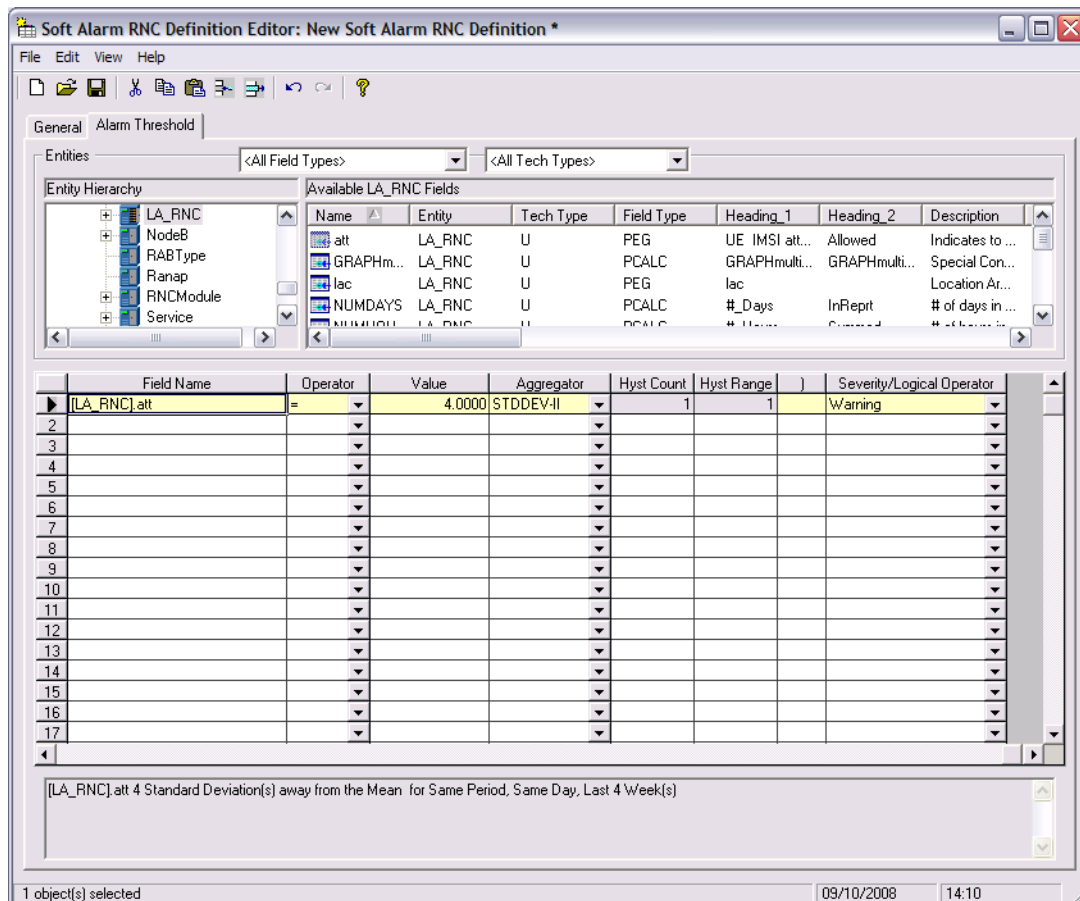 Soft Alarm RNC Definition Editor: New Soft Alarm RNC Definition *
File Edit View Help
General Alarm Threshold
Entities <All Field Types> <All Tech Types>
Entity Hierarchy Available LA_RNC Fields
LA_RNC
NodeB
RABType
Ranap
RNCModule
Service
Name Entity Tech Type Field Type Heading_1 Heading_2 Description
att LA_RNC U PEG UE IMSI att... Allowed Indicates to ...
GRAPHm... LA_RNC U PCALC GRAPHmulti... GRAPHmulti... Special Con...
lac LA_RNC U PEG lac Location Ar...
NUMDAYS LA_RNC U PCALC #_Days InReprt # of days in ...
Field Name Operator Value Aggregator Hyst Count Hyst Range ) Severity/Logical Operator
[LA_RNC].att = 4.0000 STDDEV-II 1 1 Warning
2
3
4
5
6
7
8
9
10
11
12
13
14
15
16
17
[LA_RNC].att 4 Standard Deviation(s) away from the Mean for Same Period, Same Day, Last 4 Week(s)
1 object(s) selected 09/10/2008 14:10